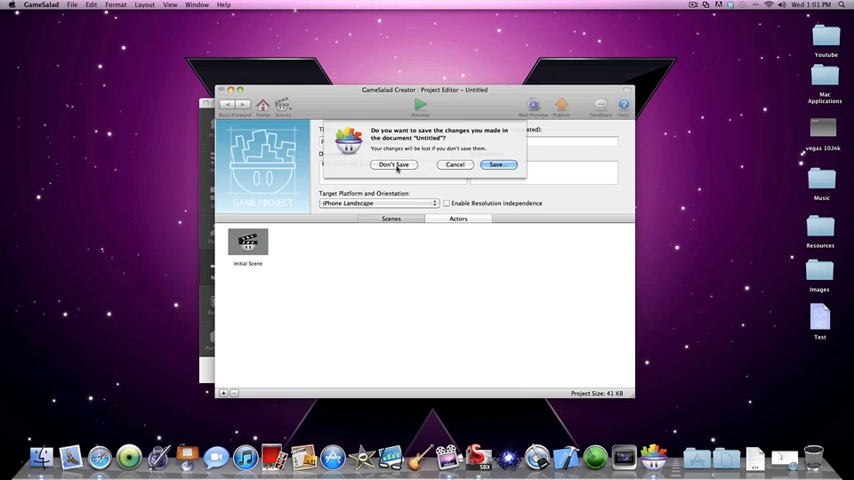 GameSalad File Edit Format Layout View Window Help
Wed 1:01 PM
GameSalad Creator : Project Editor - Untitled
Back/Forward Home Scenes Preview Web Preview Publish Feedback Help
Do you want to save the changes you made in
the document "Untitled"?
Your changes will be lost if you don't save them.
Don't Save Cancel Save...
GAME PROJECT
Target Platform and Orientation:
iPhone Landscape Enable Resolution Independence
Scenes Actors
Initial Scene
Project Size: 41 KB
Youtube
Mac
Applications
vegas 10.Ink
Music
Resources
Images
Test
SBX